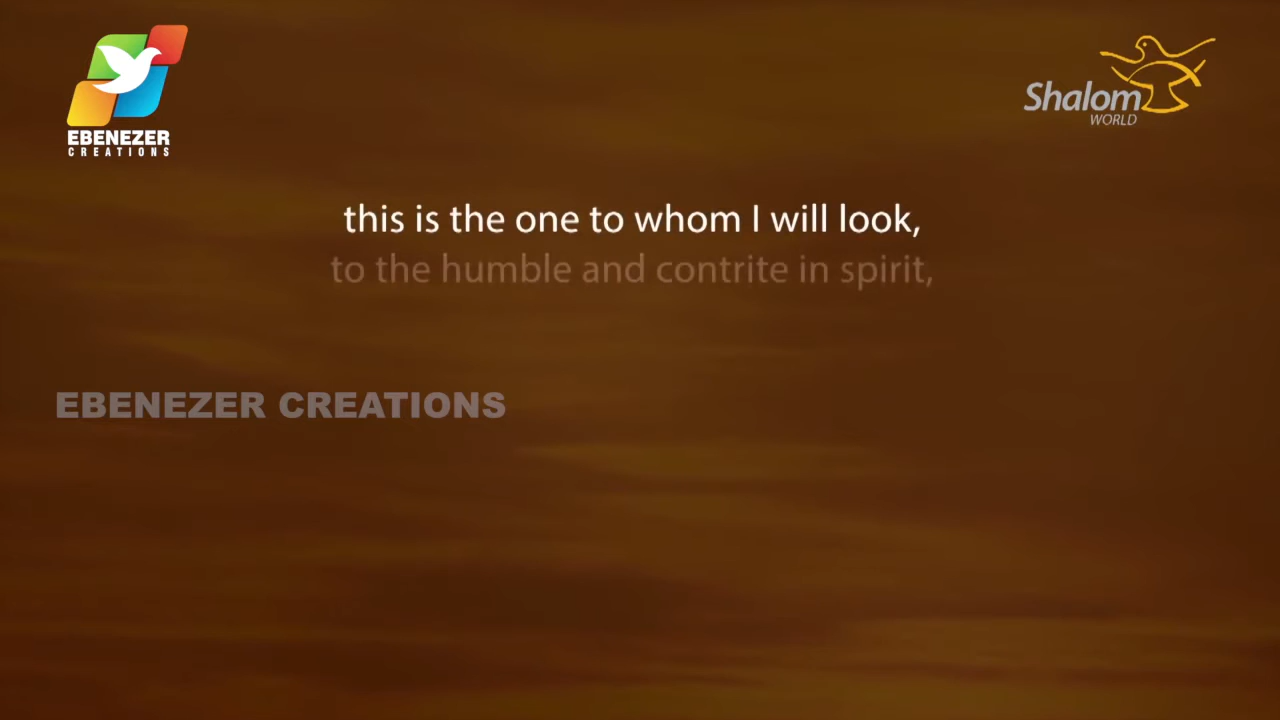 EBENEZER
CREATIONS
Shalom
WORLD
this is the one to whom I will look,
to the humble and contrite in spirit,
EBENEZER CREATIONS